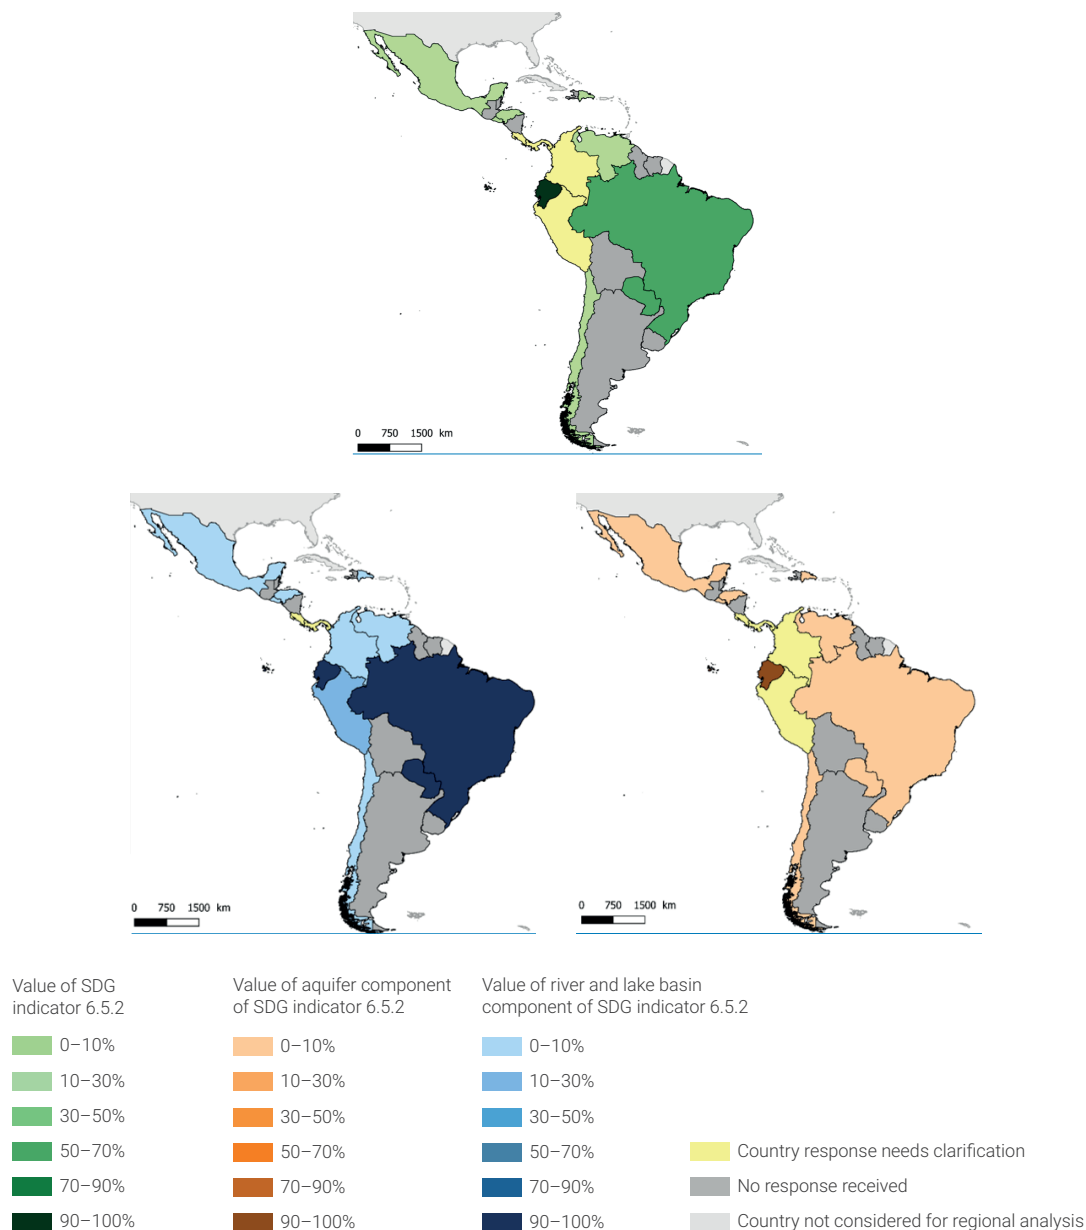 0 750 1500 km
0 750 1500 km
0 750 1500 km
Value of SDG
indicator 6.5.2
0–10%
10–30%
30–50%
50–70%
70–90%
90–100%
Value of aquifer component
of SDG indicator 6.5.2
0–10%
10–30%
30–50%
50–70%
70–90%
90–100%
Value of river and lake basin
component of SDG indicator 6.5.2
0–10%
10–30%
30–50%
50–70%
70–90%
90–100%
Country response needs clarification
No response received
Country not considered for regional analysis